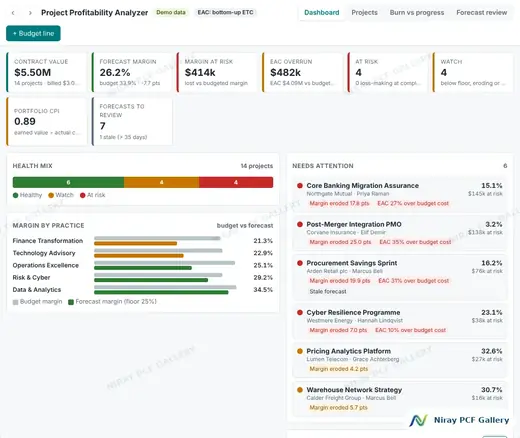 Project Profitability Analyzer
Demo data
EAC: bottom-up ETC
Dashboard
Projects
Burn vs progress
Forecast review
+ Budget line
CONTRACT VALUE
$5.50M
14 projects · billed $3.0...
FORECAST MARGIN
26.2%
budget 33.9% · -7.7 pts
MARGIN AT RISK
$414k
lost vs budgeted margin
EAC OVERRUN
$482k
EAC $4.09M vs budget...
AT RISK
4
0 loss-making at compl...
WATCH
4
below floor, eroding or ...
PORTFOLIO CPI
0.89
earned value ÷ actual c...
FORECASTS TO REVIEW
7
1 stale (> 35 days)
HEALTH MIX
14 projects
6
4
4
Healthy
Watch
At risk
MARGIN BY PRACTICE
budget vs forecast
Finance Transformation
21.3%
Technology Advisory
22.9%
Operations Excellence
25.1%
Risk & Cyber
29.2%
Data & Analytics
34.5%
Budget margin
Forecast margin (floor 25%)
NEEDS ATTENTION
6
Core Banking Migration Assurance
15.1%
Northgate Mutual · Priya Raman
$145k at risk
Margin eroded 17.8 pts
EAC 27% over budget cost
Post-Merger Integration PMO
3.2%
Corvane Insurance · Elif Demir
$138k at risk
Margin eroded 25.0 pts
EAC 35% over budget cost
Procurement Savings Sprint
16.2%
Arden Retail plc · Marcus Bell
$76k at risk
Margin eroded 19.9 pts
EAC 31% over budget cost
Stale forecast
Cyber Resilience Programme
23.1%
Westmere Energy · Hannah Lindqvist
$38k at risk
Margin eroded 7.0 pts
EAC 10% over budget cost
Pricing Analytics Platform
32.6%
Lumen Telecom · Grace Achterberg
$27k at risk
Margin eroded 4.2 pts
Warehouse Network Strategy
30.7%
Calder Freight Group · Marcus Bell
$16k at risk
Margin eroded 5.7 pts
Niray PCF Gallery
NIRAY PCF GALLERY